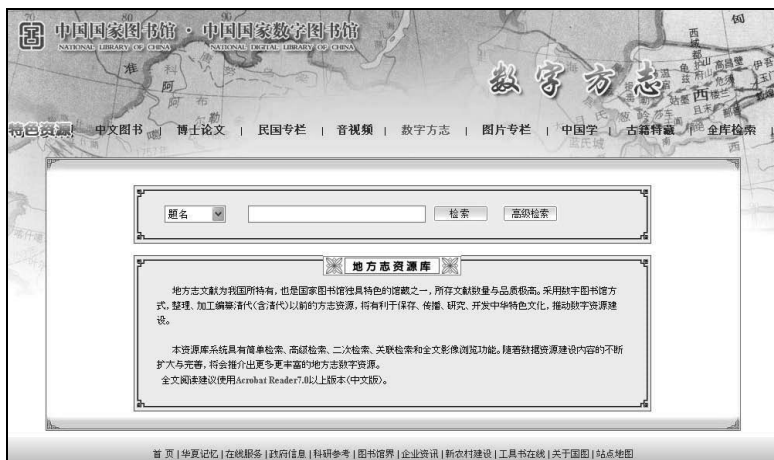 中国国家图书馆 · 中国国家数字图书馆
NATIONAL LIBRARY OF CHINA NATIONAL DIGITAL LIBRARY OF CHINA
数字方志
特色资源 中文图书 | 博士论文 | 民国专栏 | 音视频 | 数字方志 | 图片专栏 | 中国学 | 古籍特藏 | 全库检索 |
题名 检索 高级检索
地方志资源库
地方志文献为我国所特有，也是国家图书馆独具特色的馆藏之一，所存文献数量与品质极高。采用数字图书馆方
式，整理、加工编纂清代(含清代)以前的方志资源，将有利于保存、传播、研究、开发中华特色文化，推动数字资源建
设。
本资源库系统具有简单检索、高级检索、二次检索、关联检索和全文影像浏览功能。随着数据资源建设内容的不断
扩大与完善，将会推介出更多更丰富的地方志数字资源。
全文阅读建议使用Acrobat Reader7.0以上版本(中文版)。
首 页 | 华夏记忆 | 在线服务 | 政府信息 | 科研参考 | 图书馆界 | 企业资讯 | 新农村建设 | 工具书在线 | 关于国图 | 站点地图